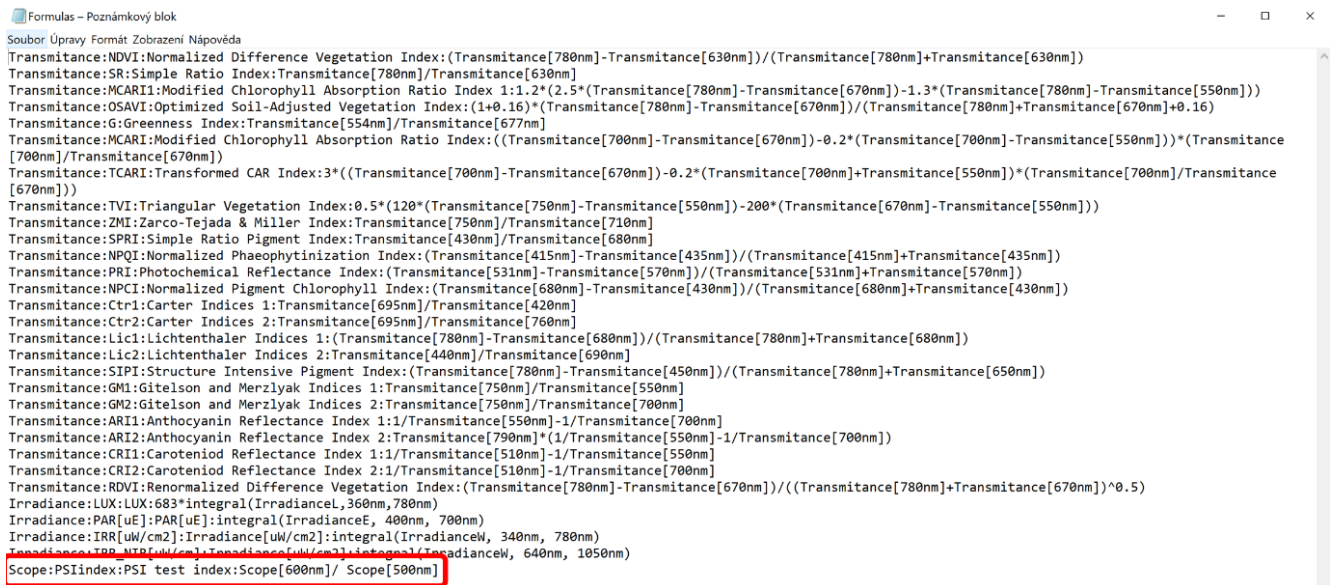 Formulas – Poznámkový blok
Soubor Úpravy Formát Zobrazení Nápověda
Transmitance:NDVI:Normalized Difference Vegetation Index:(Transmitance[780nm]-Transmitance[630nm])/(Transmitance[780nm]+Transmitance[630nm])
Transmitance:SR:Simple Ratio Index:Transmitance[780nm]/Transmitance[630nm]
Transmitance:MCARI1:Modified Chlorophyll Absorption Ratio Index 1:1.2*(2.5*(Transmitance[780nm]-Transmitance[670nm])-1.3*(Transmitance[780nm]-Transmitance[550nm]))
Transmitance:OSAVI:Optimized Soil-Adjusted Vegetation Index:(1+0.16)*(Transmitance[780nm]-Transmitance[670nm])/(Transmitance[780nm]+Transmitance[670nm]+0.16)
Transmitance:G:Greenness Index:Transmitance[554nm]/Transmitance[677nm]
Transmitance:MCARI:Modified Chlorophyll Absorption Ratio Index:((Transmitance[700nm]-Transmitance[670nm])-0.2*(Transmitance[700nm]-Transmitance[550nm]))*(Transmitance
[700nm]/Transmitance[670nm])
Transmitance:TCARI:Transformed CAR Index:3*((Transmitance[700nm]-Transmitance[670nm])-0.2*(Transmitance[700nm]+Transmitance[550nm])*(Transmitance[700nm]/Transmitance
[670nm]))
Transmitance:TVI:Triangular Vegetation Index:0.5*(120*(Transmitance[750nm]-Transmitance[550nm])-200*(Transmitance[670nm]-Transmitance[550nm]))
Transmitance:ZMI:Zarco-Tejada & Miller Index:Transmitance[750nm]/Transmitance[710nm]
Transmitance:SPRI:Simple Ratio Pigment Index:Transmitance[430nm]/Transmitance[680nm]
Transmitance:NPQI:Normalized Phaeophytinization Index:(Transmitance[415nm]-Transmitance[435nm])/(Transmitance[415nm]+Transmitance[435nm])
Transmitance:PRI:Photochemical Reflectance Index:(Transmitance[531nm]-Transmitance[570nm])/(Transmitance[531nm]+Transmitance[570nm])
Transmitance:NPCI:Normalized Pigment Chlorophyll Index:(Transmitance[680nm]-Transmitance[430nm])/(Transmitance[680nm]+Transmitance[430nm])
Transmitance:Ctr1:Carter Indices 1:Transmitance[695nm]/Transmitance[420nm]
Transmitance:Ctr2:Carter Indices 2:Transmitance[695nm]/Transmitance[760nm]
Transmitance:Lic1:Lichtenthaler Indices 1:(Transmitance[780nm]-Transmitance[680nm])/(Transmitance[780nm]+Transmitance[680nm])
Transmitance:Lic2:Lichtenthaler Indices 2:Transmitance[440nm]/Transmitance[690nm]
Transmitance:SIPI:Structure Intensive Pigment Index:(Transmitance[780nm]-Transmitance[450nm])/(Transmitance[780nm]+Transmitance[650nm])
Transmitance:GM1:Gitelson and Merzlyak Indices 1:Transmitance[750nm]/Transmitance[550nm]
Transmitance:GM2:Gitelson and Merzlyak Indices 2:Transmitance[750nm]/Transmitance[700nm]
Transmitance:ARI1:Anthocyanin Reflectance Index 1:1/Transmitance[550nm]-1/Transmitance[700nm]
Transmitance:ARI2:Anthocyanin Reflectance Index 2:Transmitance[790nm]*(1/Transmitance[550nm]-1/Transmitance[700nm])
Transmitance:CRI1:Caroteniod Reflectance Index 1:1/Transmitance[510nm]-1/Transmitance[550nm]
Transmitance:CRI2:Caroteniod Reflectance Index 2:1/Transmitance[510nm]-1/Transmitance[700nm]
Transmitance:RDVI:Renormalized Difference Vegetation Index:(Transmitance[780nm]-Transmitance[670nm])/((Transmitance[780nm]+Transmitance[670nm])^0.5)
Irradiance:LUX:LUX:683*integral(IrradianceL,360nm,780nm)
Irradiance:PAR[uE]:PAR[uE]:integral(IrradianceE, 400nm, 700nm)
Irradiance:IRR[uW/cm2]:Irradiance[uW/cm2]:integral(IrradianceW, 340nm, 780nm)
Irradiance:IRR_NIR[uW/cm]:Irradiance[uW/cm2]:integral(IrradianceW, 640nm, 1050nm)
Scope:PSIindex:PSI test index:Scope[600nm]/ Scope[500nm]